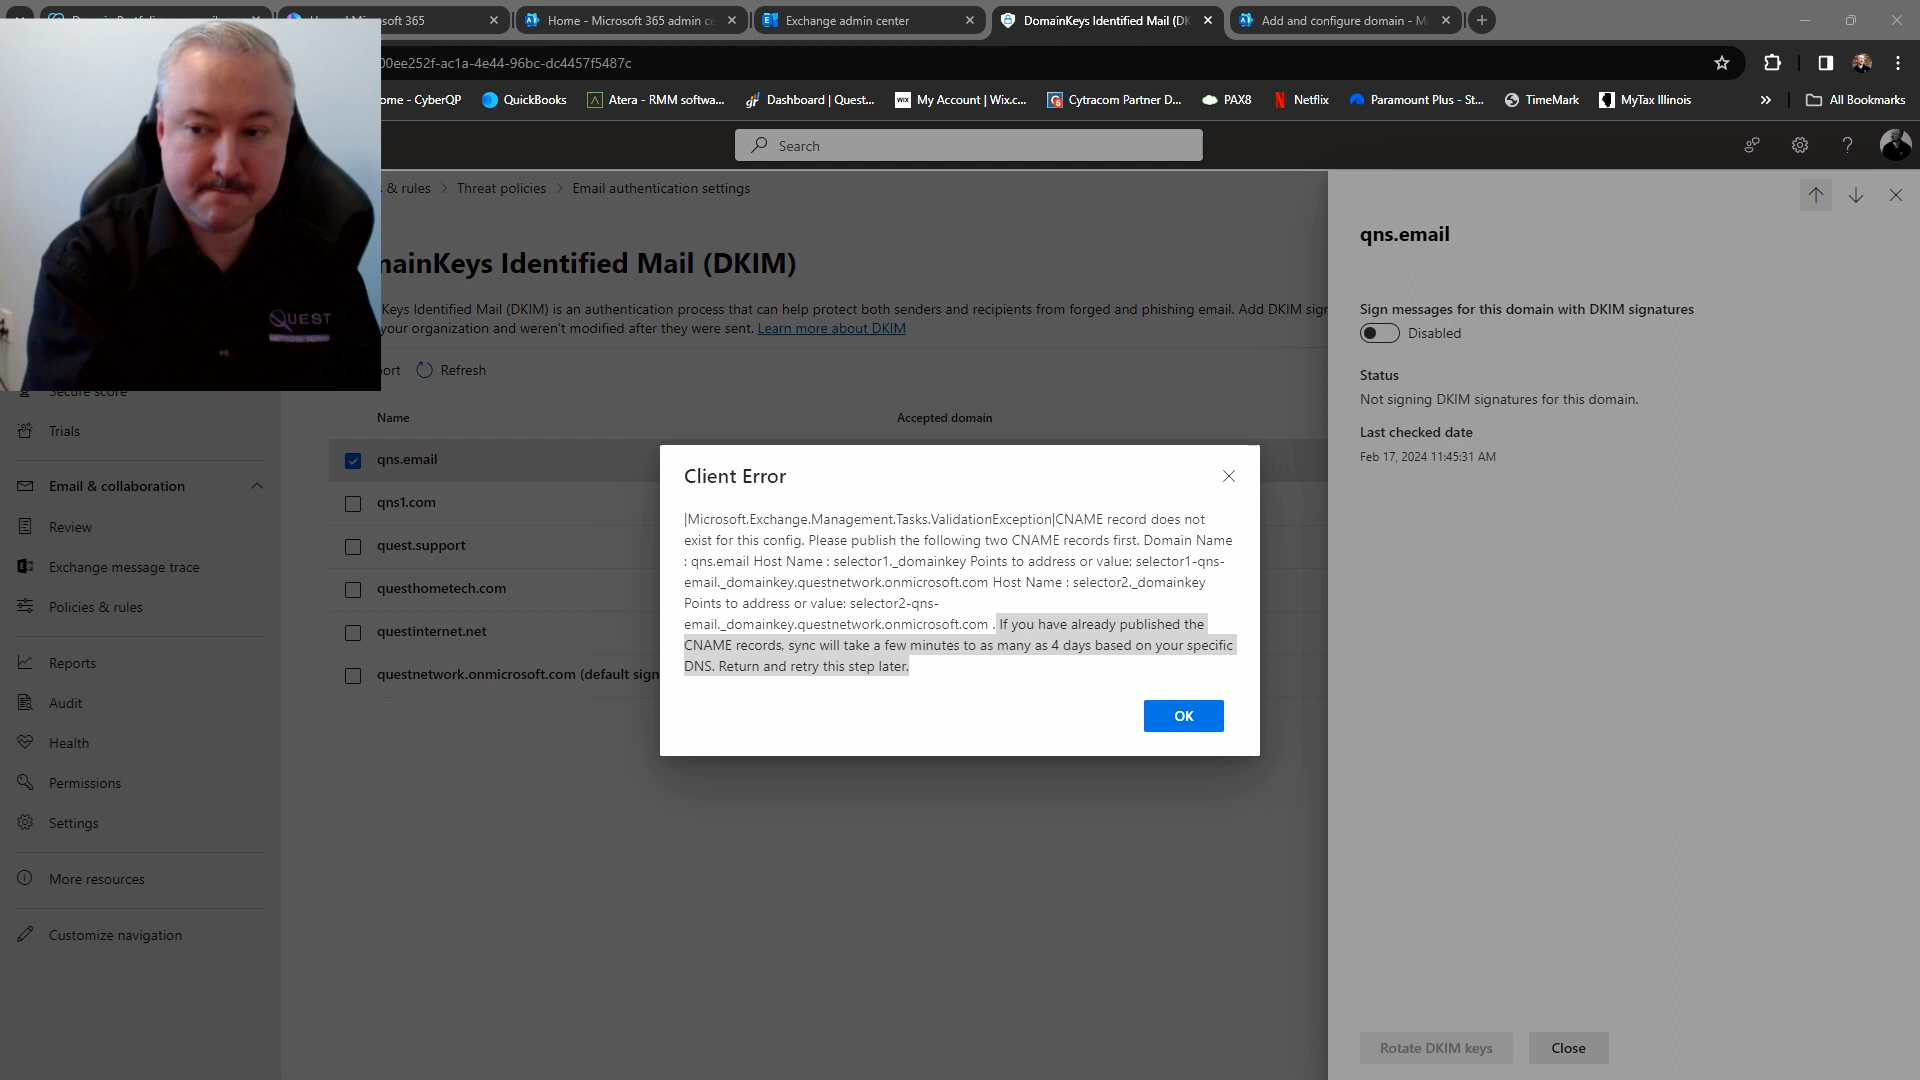 Microsoft 365
Home - Microsoft 365 admin ce
Exchange admin center
DomainKeys Identified Mail (DK
Add and configure domain - M
00ee252f-ac1a-4e44-96bc-dc4457f5487c
ome - CyberQP
QuickBooks
Atera - RMM softwa...
Dashboard | Quest...
My Account | Wix.c...
Cytracom Partner D...
PAX8
Netflix
Paramount Plus - St...
TimeMark
MyTax Illinois
All Bookmarks
Search
& rules
Threat policies
Email authentication settings
mainKeys Identified Mail (DKIM)
Keys Identified Mail (DKIM) is an authentication process that can help protect both senders and recipients from forged and phishing email. Add DKIM sigr
your organization and weren't modified after they were sent. Learn more about DKIM
ort
Refresh
Name
Accepted domain
qns.email
qns1.com
quest.support
questhometech.com
questinternet.net
questnetwork.onmicrosoft.com (default sign
QUEST
Secure score
Trials
Email & collaboration
Review
Exchange message trace
Policies & rules
Reports
Audit
Health
Permissions
Settings
More resources
Customize navigation
Client Error
|Microsoft.Exchange.Management.Tasks.ValidationException|CNAME record does not
exist for this config. Please publish the following two CNAME records first. Domain Name
: qns.email Host Name : selector1._domainkey Points to address or value: selector1-qns-
email._domainkey.questnetwork.onmicrosoft.com Host Name : selector2._domainkey
Points to address or value: selector2-qns-
email._domainkey.questnetwork.onmicrosoft.com . If you have already published the
CNAME records, sync will take a few minutes to as many as 4 days based on your specific
DNS. Return and retry this step later.
OK
qns.email
Sign messages for this domain with DKIM signatures
Disabled
Status
Not signing DKIM signatures for this domain.
Last checked date
Feb 17, 2024 11:45:31 AM
Rotate DKIM keys
Close